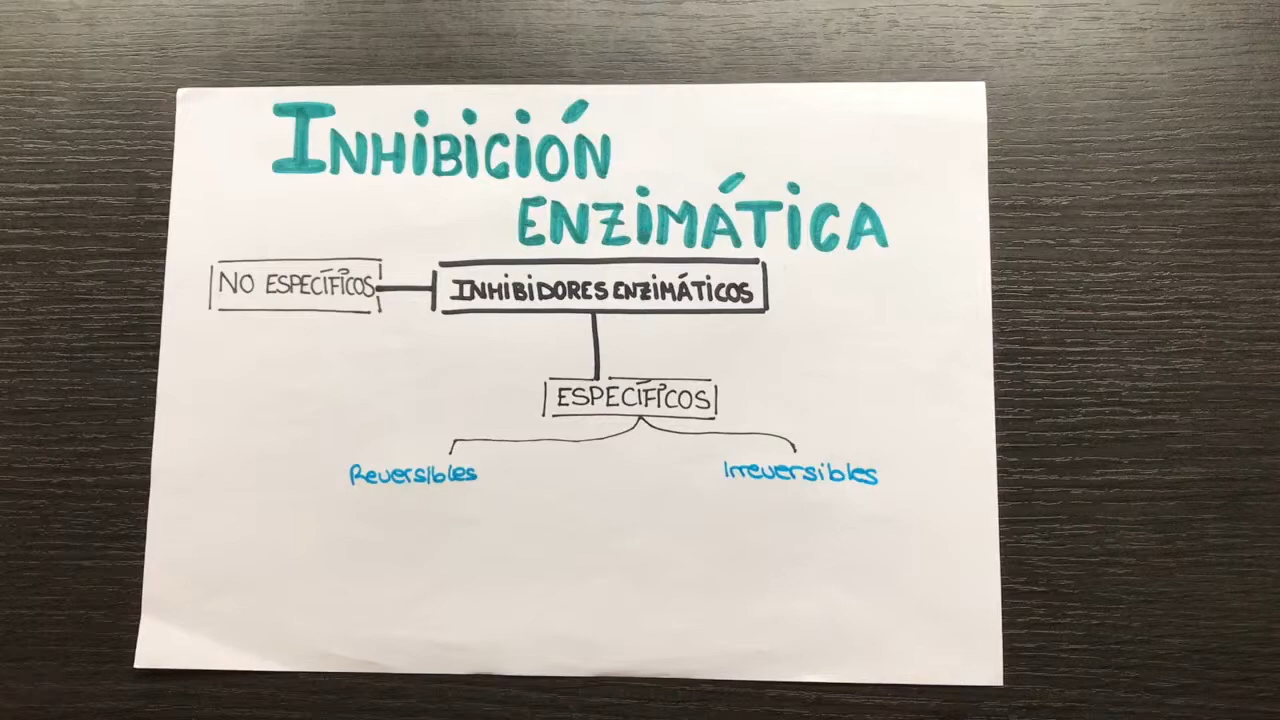 INHIBICIÓN
ENZIMÁTICA
NO ESPECÍFICOS
INHIBIDORES ENZIMÁTICOS
ESPECÍFICOS
Reversibles
Irreversibles